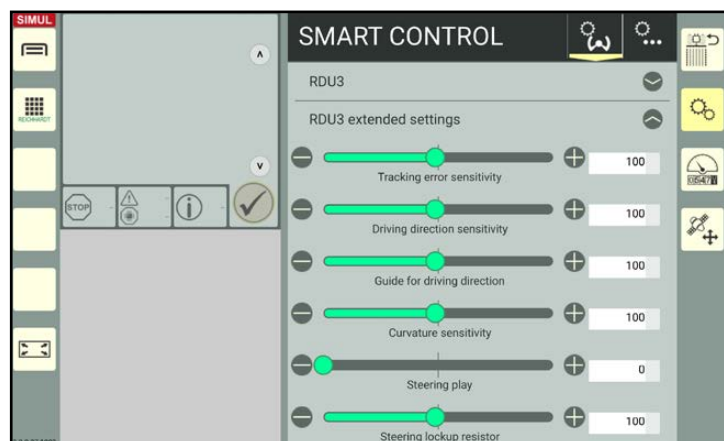 SIMUL
SMART CONTROL
RDU3
REICHHARDT
RDU3 extended settings
100
Tracking error sensitivity
STOP
100
Driving direction sensitivity
100
Guide for driving direction
100
Curvature sensitivity
0
Steering play
100
Steering lockup resistor